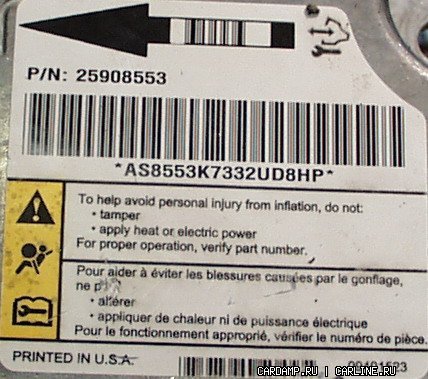 P/N: 25908553
*AS8553K7332UD8HP*
To help avoid personal injury from inflation, do not:
• tamper
• apply heat or electric power
For proper operation, verify part number.
Pour aider à éviter les blessures causées par le gonflage,
ne
• altérer
• appliquer de chaleur ni de puissance électrique
Pour le fonctionnement approprié, vérifier le numéro de pièce.
PRINTED IN U.S.A.
CARDAMP.RU | CARLINE.RU